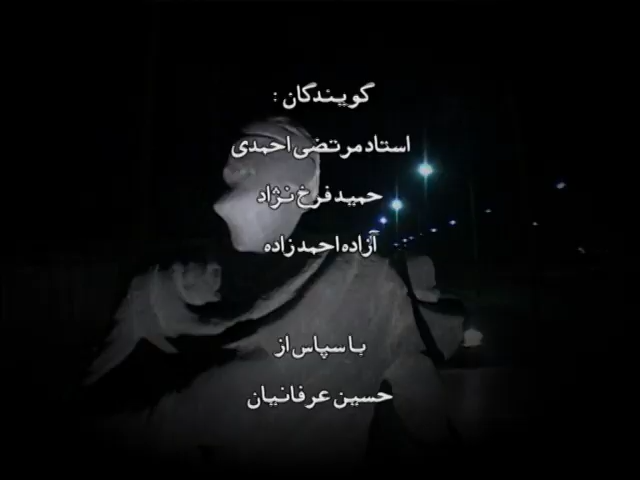 گویندگان :
استاد مرتضی احمدی
حمید فرخ نژاد
آزاده احمدزاده
با سپاس از
حسین عرفانیان